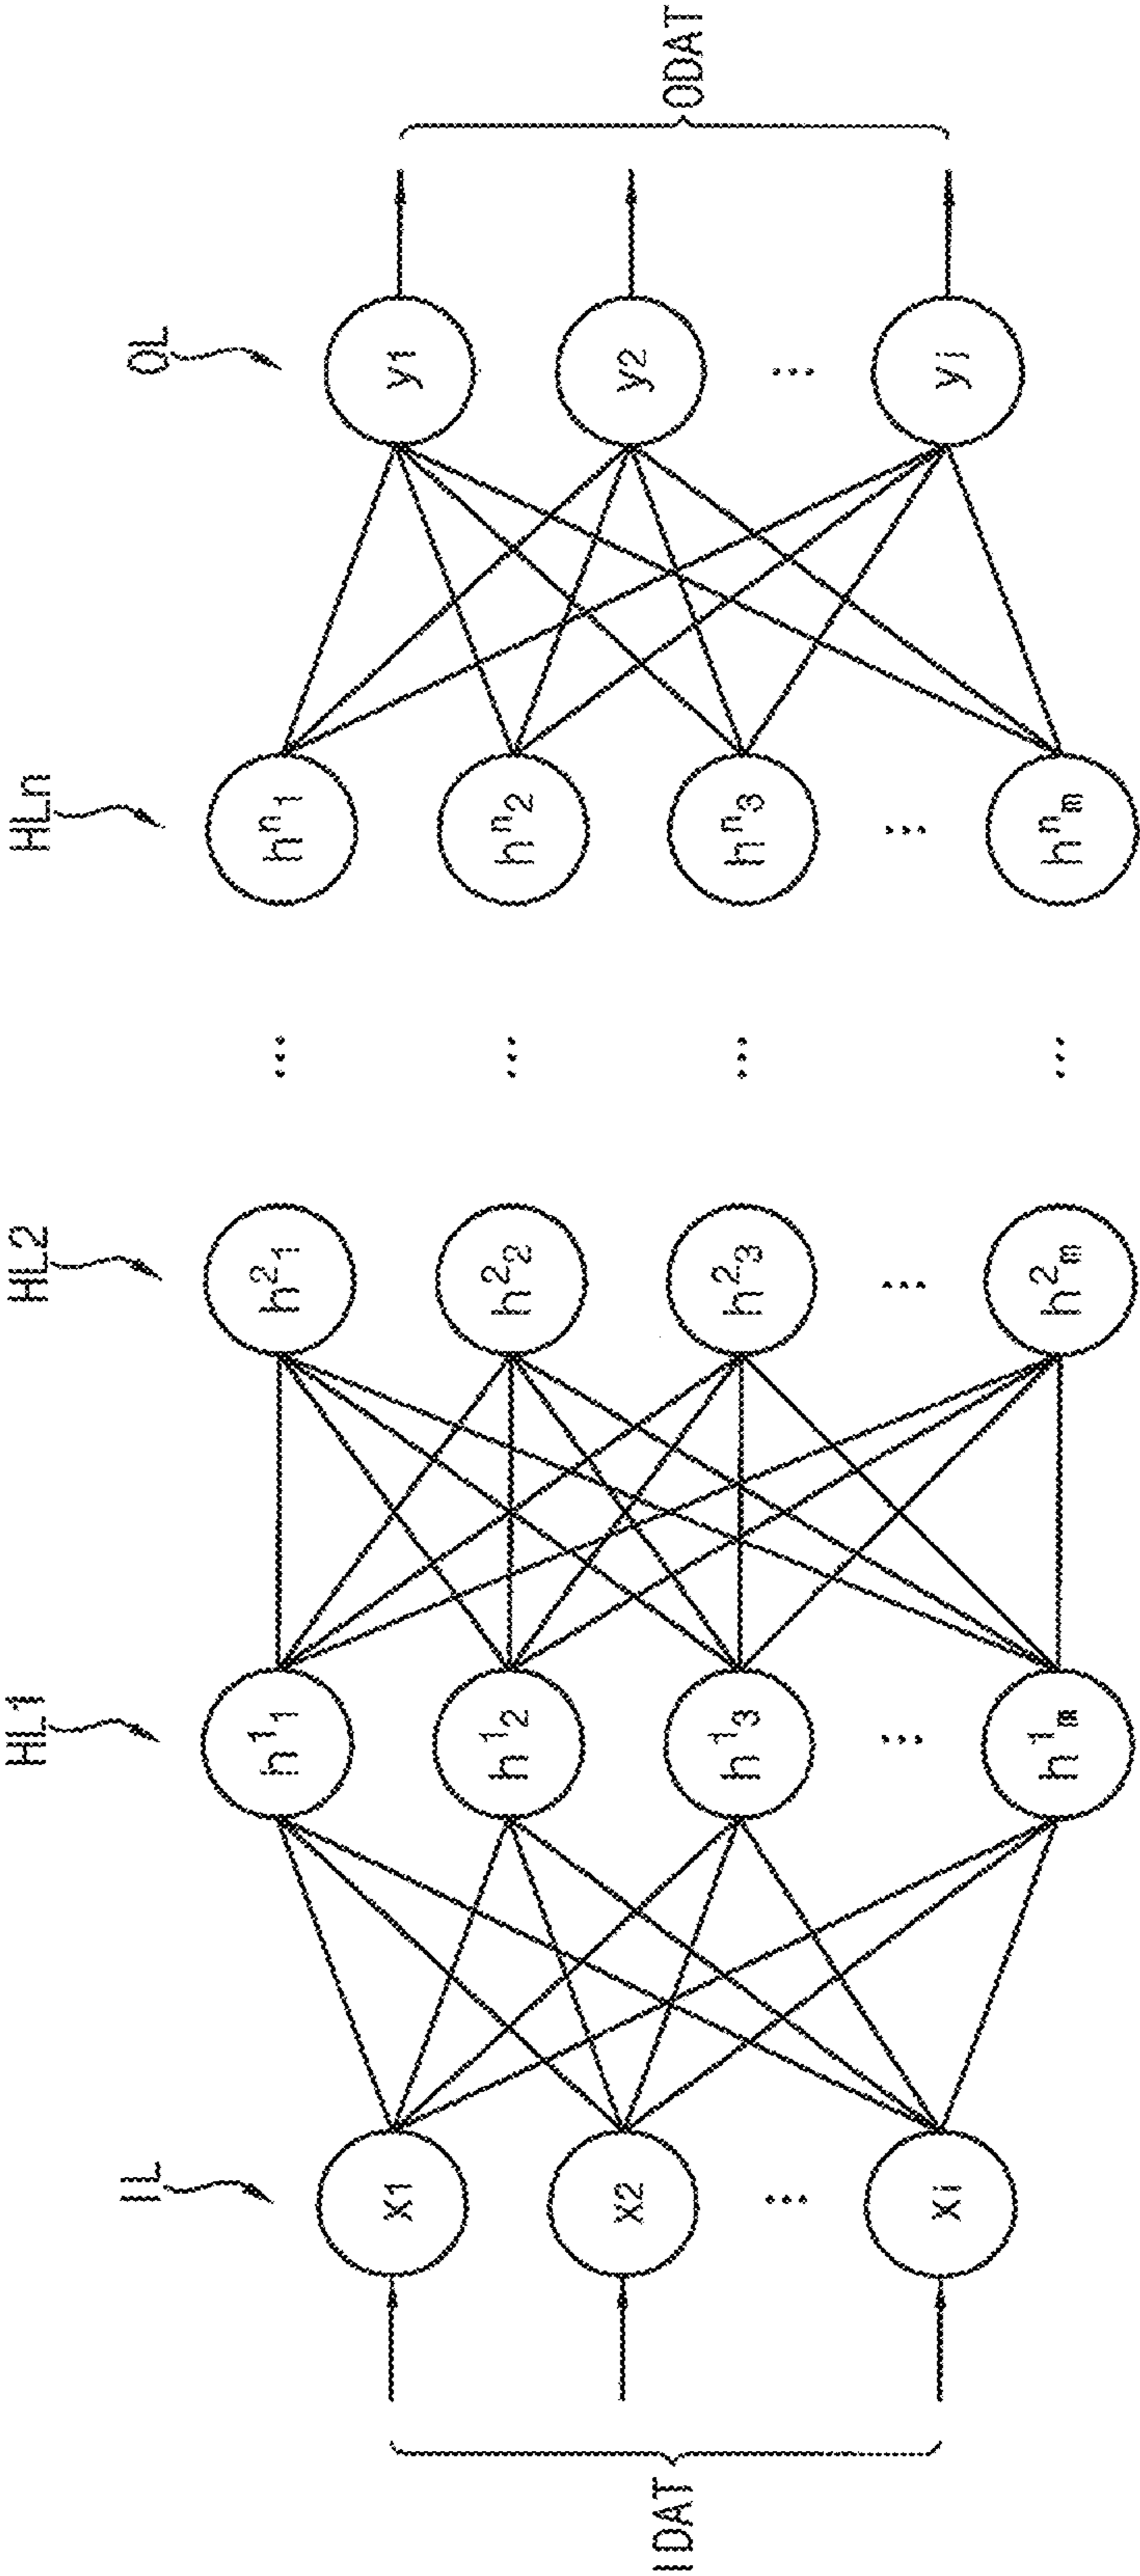 IDAT
IL
x1
x2
⋮
xi
HL1
h¹₁
h¹₂
h¹₃
⋮
h¹ₘ
HL2
h²₁
h²₂
h²₃
⋮
h²ₘ
...
...
...
...
HLn
hⁿ₁
hⁿ₂
hⁿ₃
⋮
hⁿₘ
OL
y1
y2
⋮
yi
ODAT